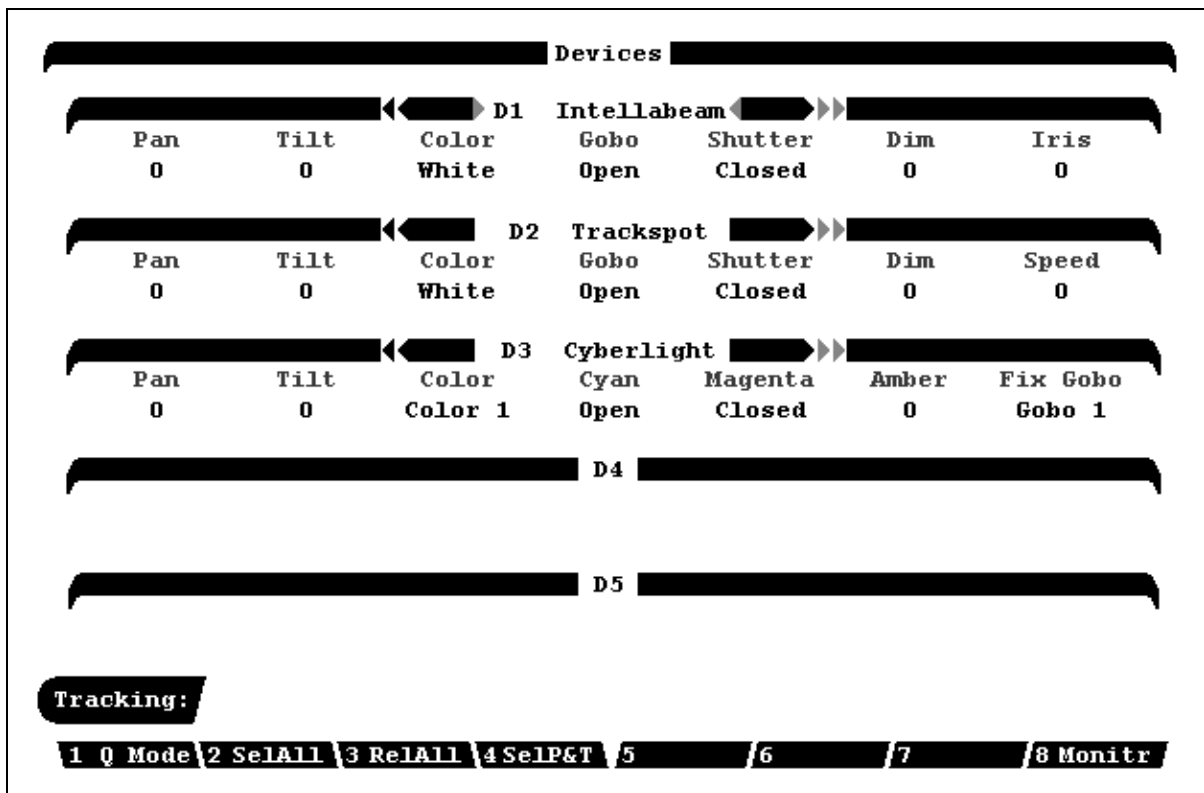 Devices
D1 Intellabeam
Pan Tilt Color Gobo Shutter Dim Iris
0 0 White Open Closed 0 0
D2 Trackspot
Pan Tilt Color Gobo Shutter Dim Speed
0 0 White Open Closed 0 0
D3 Cyberlight
Pan Tilt Color Cyan Magenta Amber Fix Gobo
0 0 Color 1 Open Closed 0 Gobo 1
D4
D5
Tracking:
1 Q Mode 2 SelAll 3 RelAll 4 SelP&T 5 6 7 8 Monitr